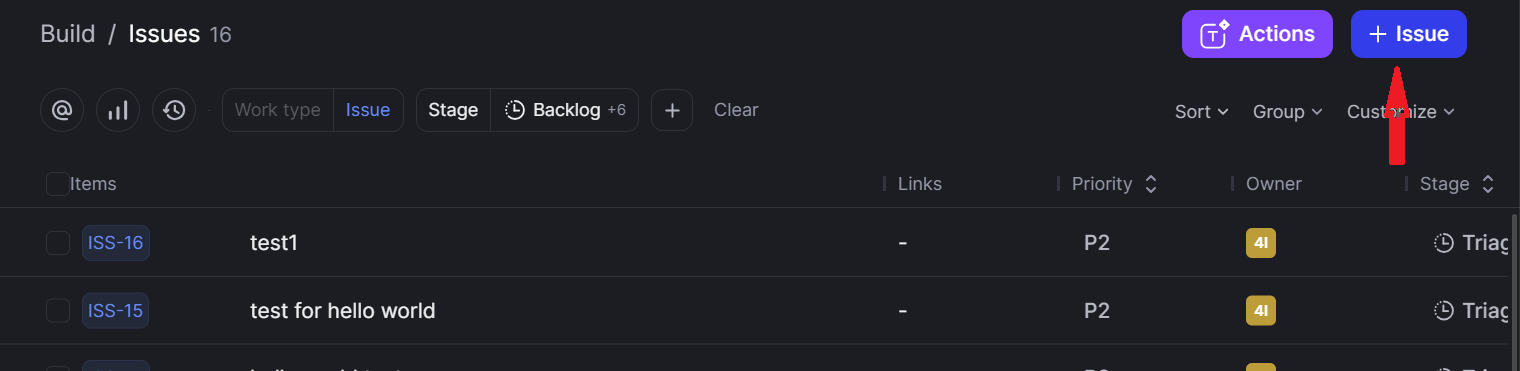 Build / Issues 16
Actions
+ Issue
Work type Issue
Stage Backlog +6
+
Clear
Sort
Group
Customize
Items Links Priority Owner Stage
ISS-16 test1 - P2 4I Triag
ISS-15 test for hello world - P2 4I Triag